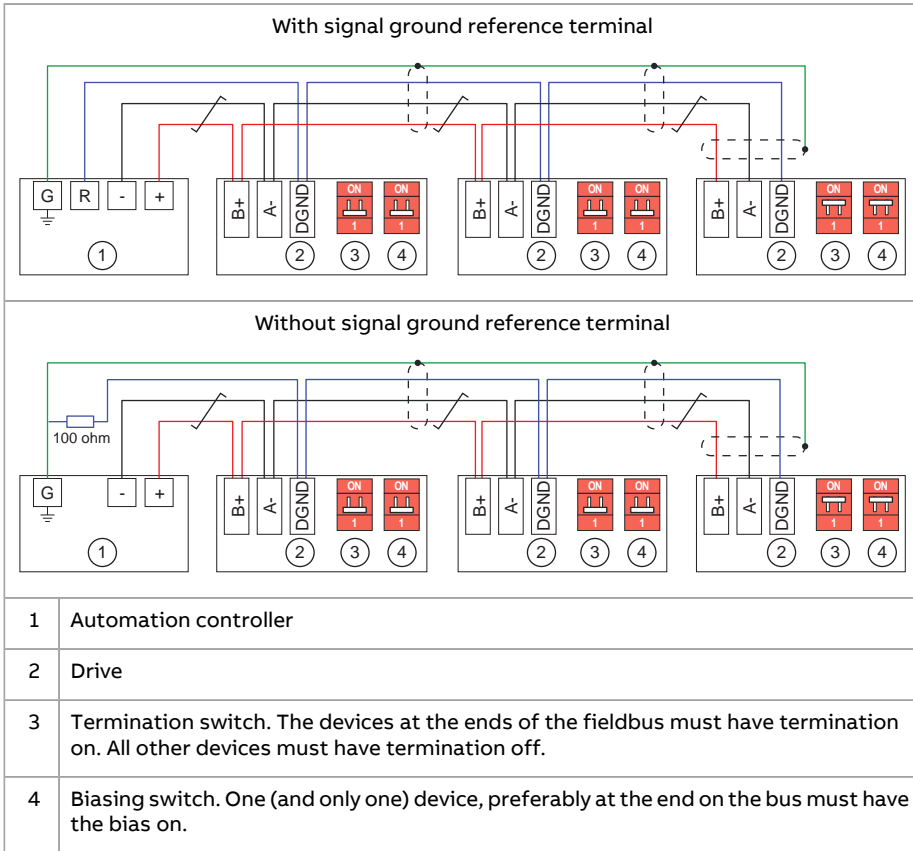 With signal ground reference terminal
G R - + B+ A- DGND ON ON B+ A- DGND ON ON B+ A- DGND ON ON
1 1 1 1 1 1
1 2 3 4 2 3 4 2 3 4
Without signal ground reference terminal
100 ohm
G - + B+ A- DGND ON ON B+ A- DGND ON ON B+ A- DGND ON ON
1 1 1 1 1 1
1 2 3 4 2 3 4 2 3 4
1 Automation controller
2 Drive
3 Termination switch. The devices at the ends of the fieldbus must have termination
on. All other devices must have termination off.
4 Biasing switch. One (and only one) device, preferably at the end on the bus must have
the bias on.